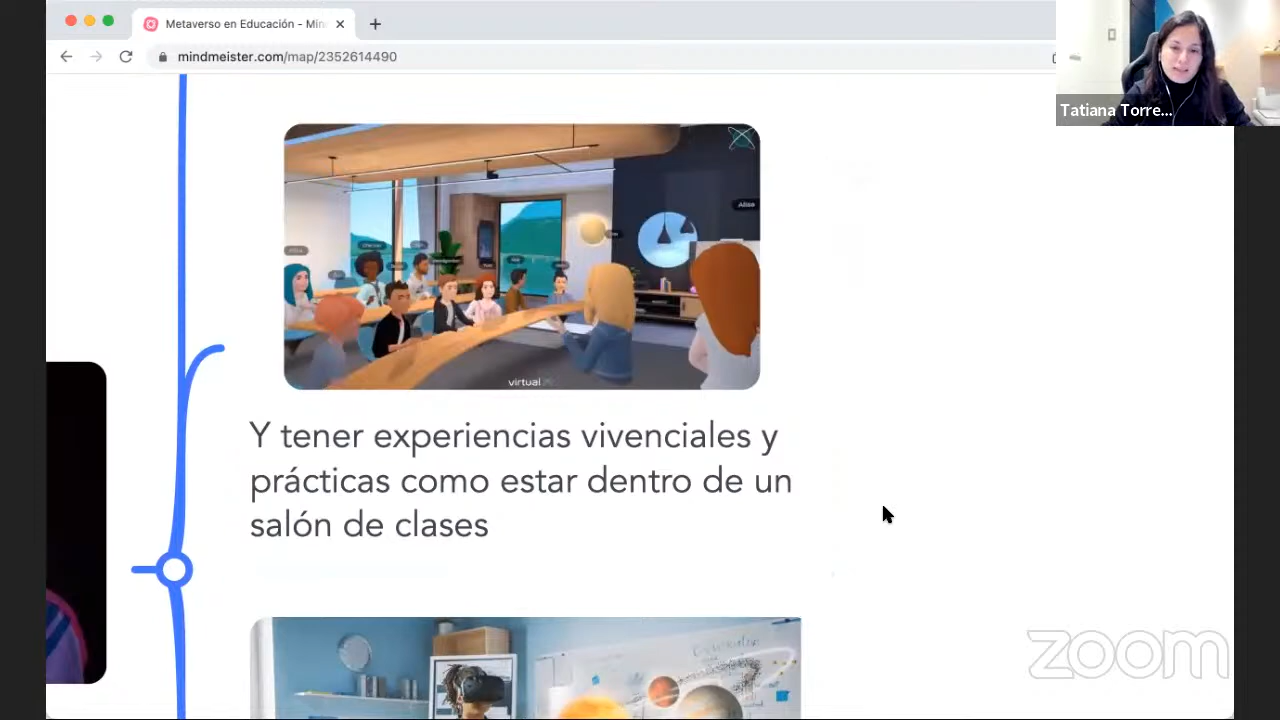 Metaverso en Educación - Min
mindmeister.com/map/2352614490
Tatiana Torre...
Alisa
virtual
Y tener experiencias vivenciales y
prácticas como estar dentro de un
salón de clases
zoom